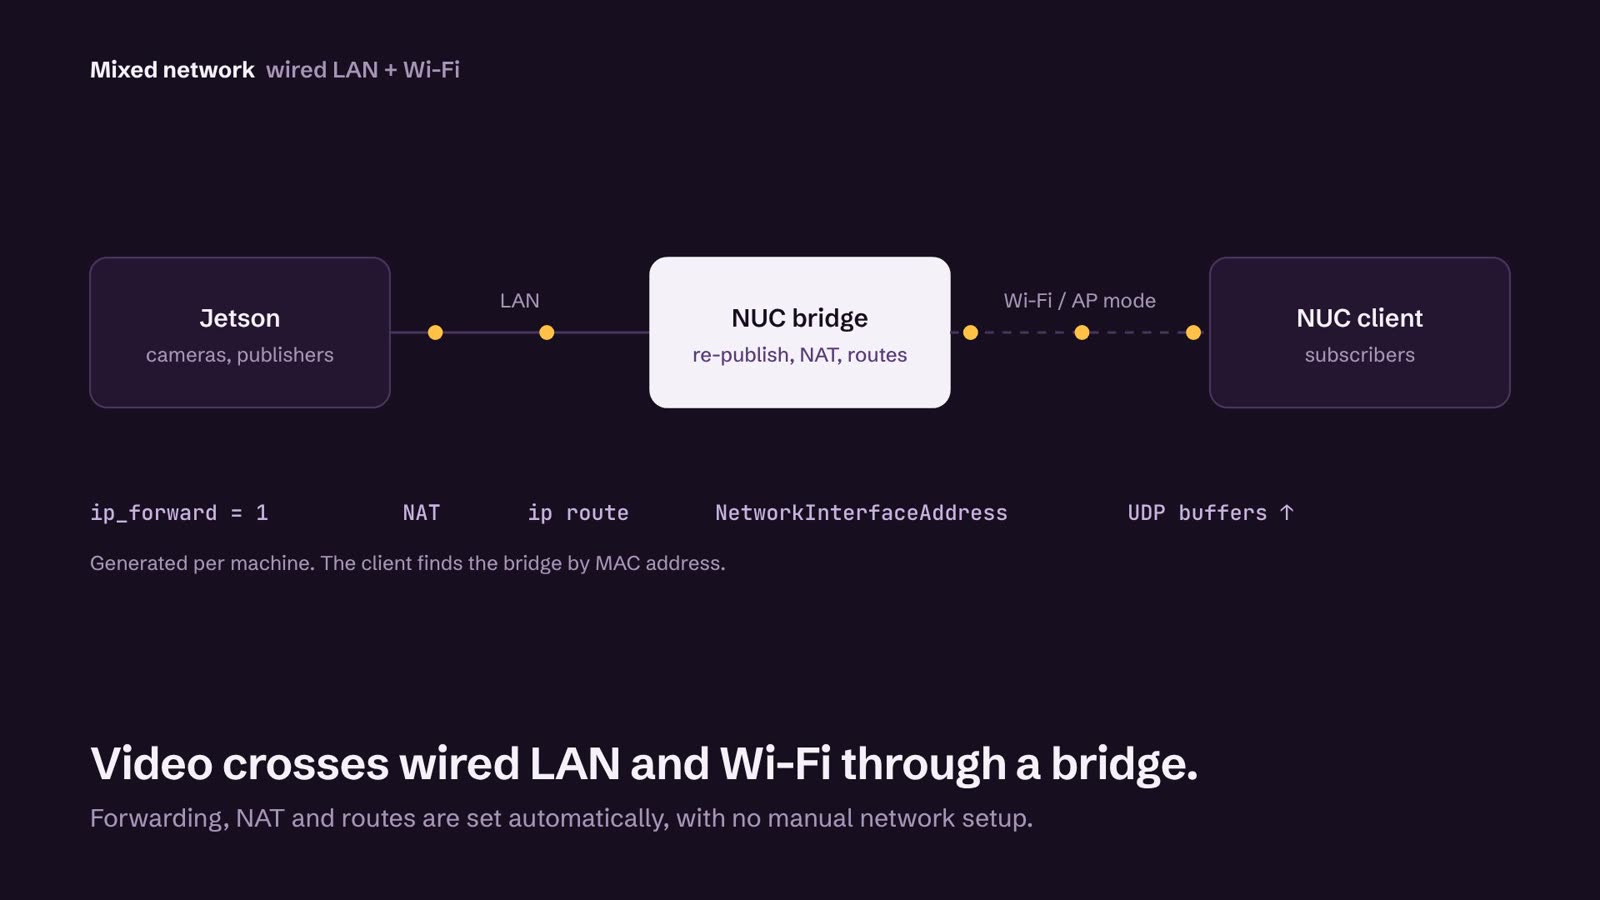 Mixed network wired LAN + Wi-Fi
LAN
Wi-Fi / AP mode
Jetson
cameras, publishers
NUC bridge
re-publish, NAT, routes
NUC client
subscribers
ip_forward = 1 NAT ip route NetworkInterfaceAddress UDP buffers ↑
Generated per machine. The client finds the bridge by MAC address.
Video crosses wired LAN and Wi-Fi through a bridge.
Forwarding, NAT and routes are set automatically, with no manual network setup.